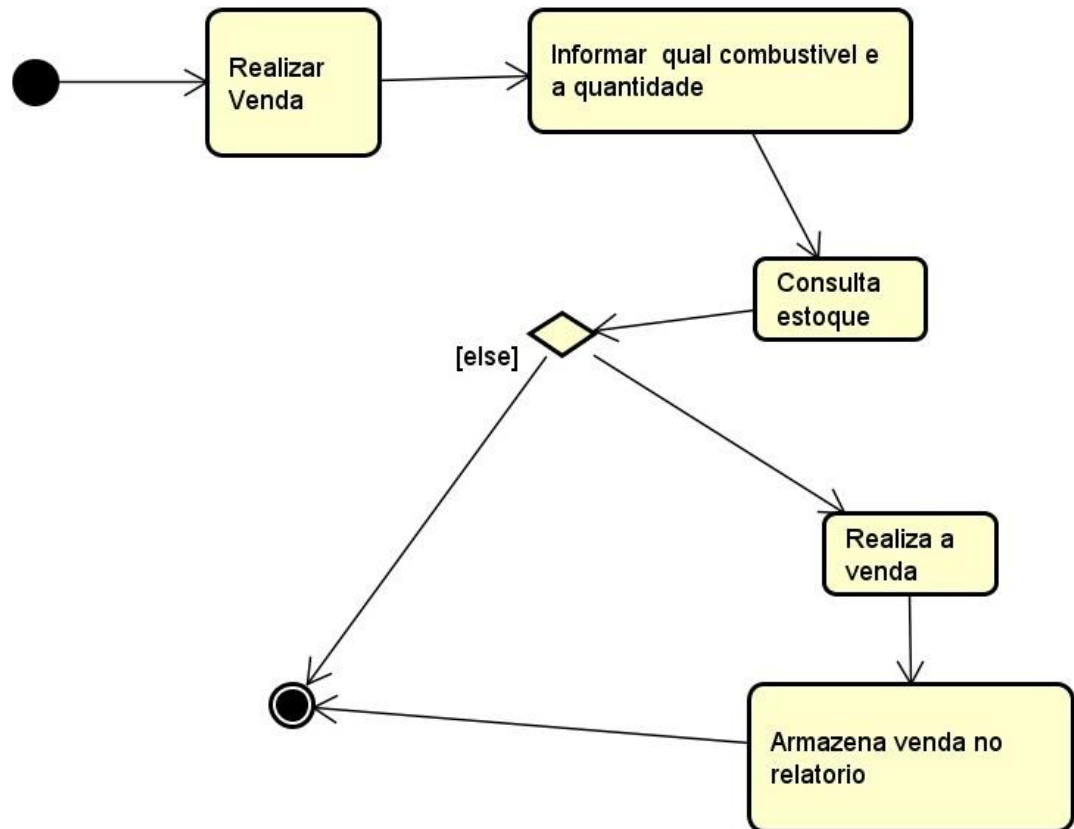 Realizar
Venda
Informar qual combustivel e
a quantidade
Consulta
estoque
[else]
Realiza a
venda
Armazena venda no
relatorio